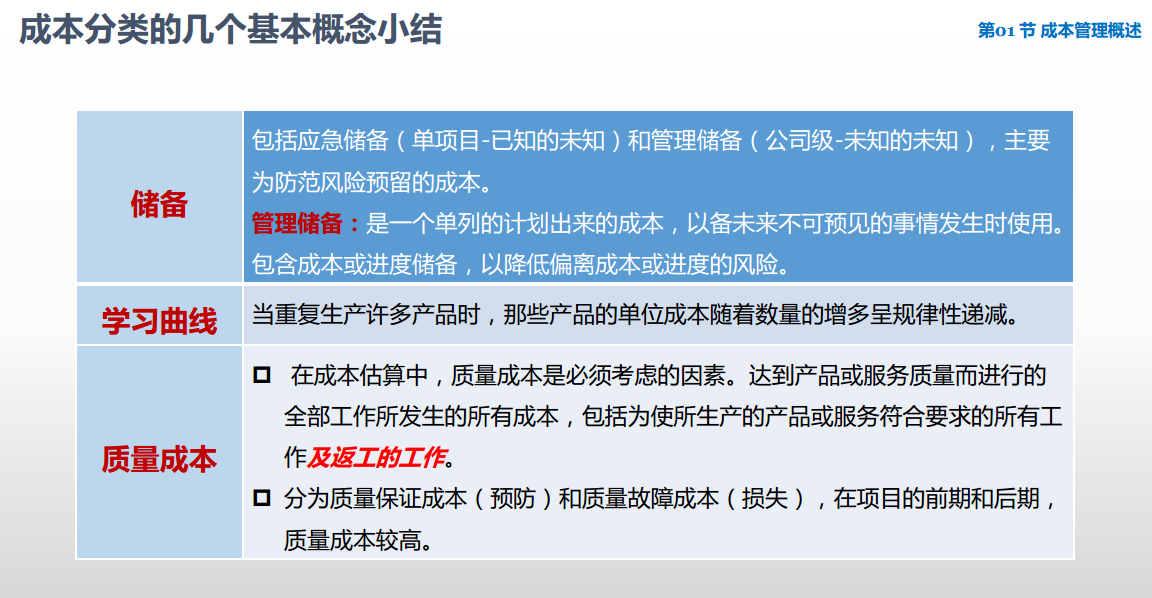 成本分类的几个基本概念小结
第01 节 成本管理概述
储备
包括应急储备（单项目-已知的未知）和管理储备（公司级-未知的未知），主要
为防范风险预留的成本。
管理储备：是一个单列的计划出来的成本，以备未来不可预见的事情发生时使用。
包含成本或进度储备，以降低偏离成本或进度的风险。
学习曲线
当重复生产许多产品时，那些产品的单位成本随着数量的增多呈规律性递减。
质量成本
在成本估算中，质量成本是必须考虑的因素。达到产品或服务质量而进行的
全部工作所发生的所有成本，包括为使所生产的产品或服务符合要求的所有工
作及返工的工作。
分为质量保证成本（预防）和质量故障成本（损失），在项目的前期和后期，
质量成本较高。